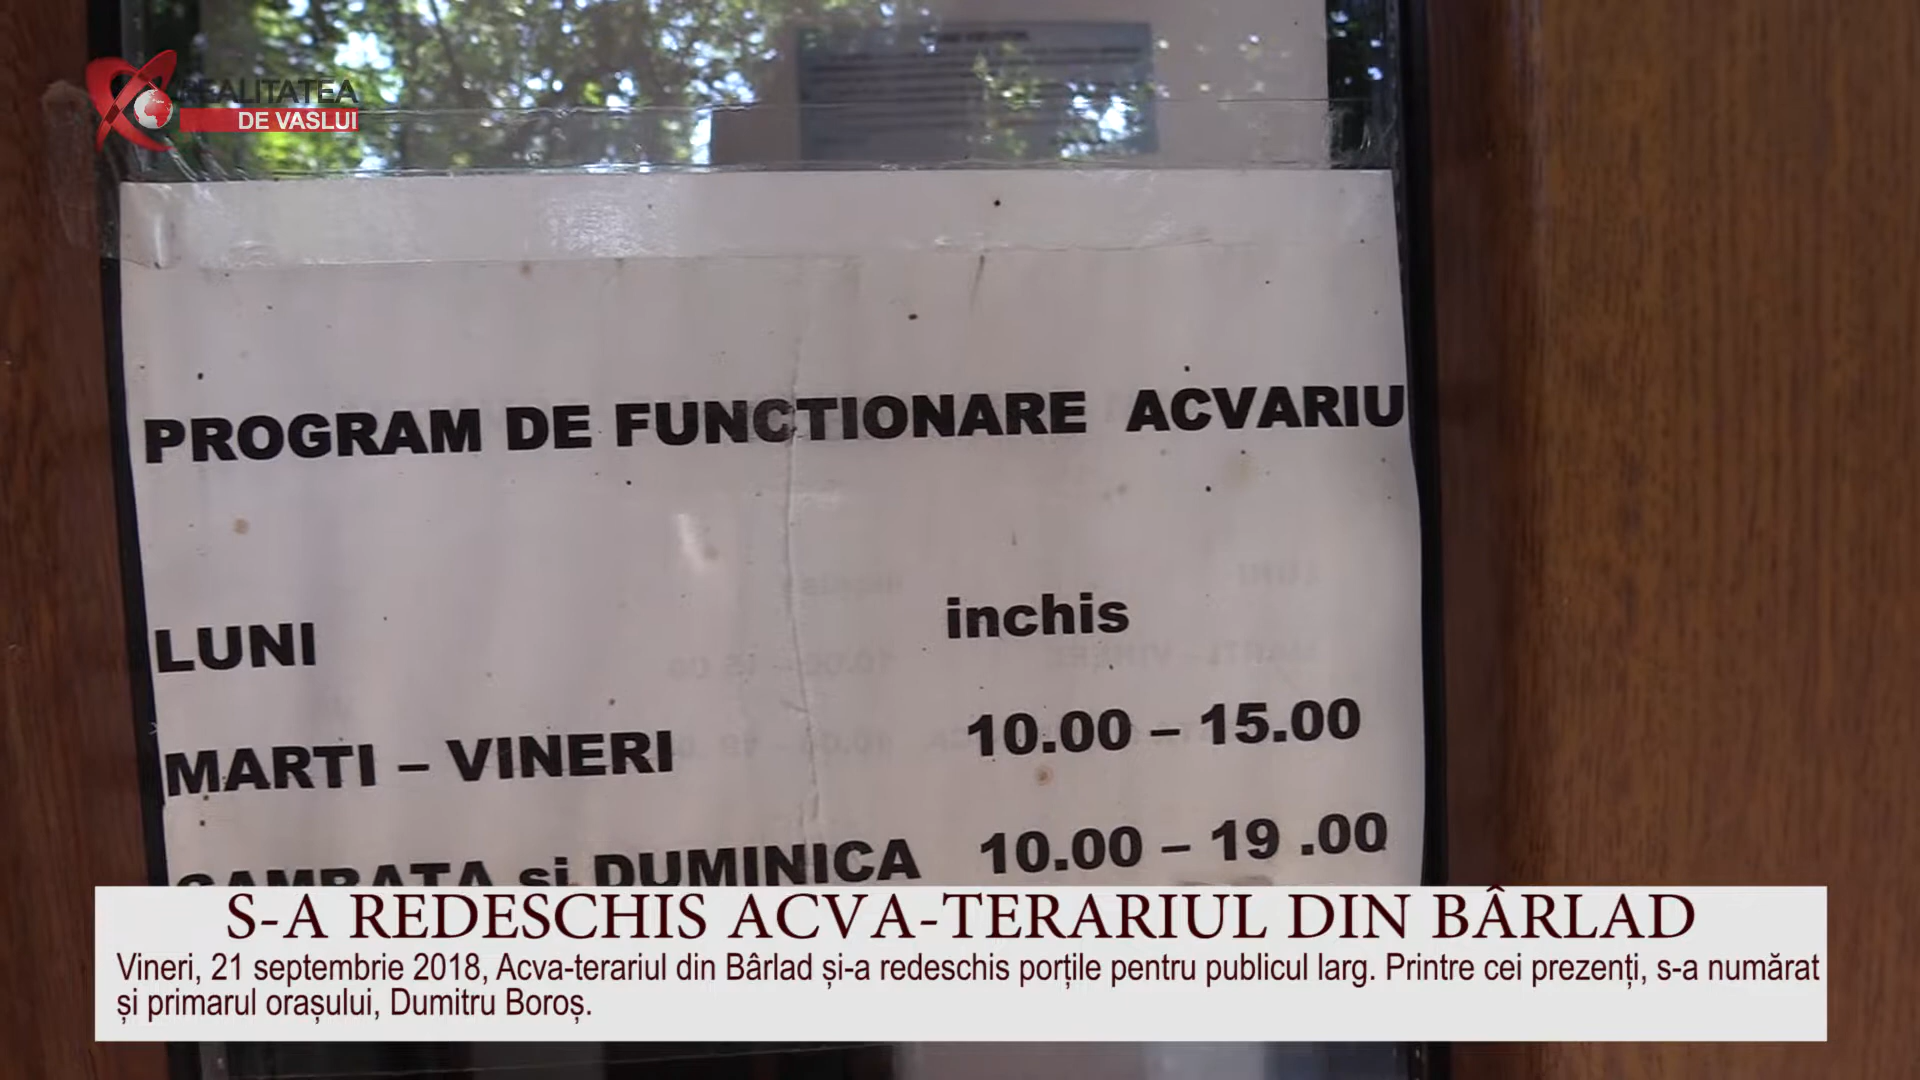 REALITATEA
DE VASLUI
PROGRAM DE FUNCTIONARE ACVARIU
LUNI inchis
MARTI – VINERI 10.00 – 15.00
SAMBATA si DUMINICA 10.00 – 19 .00
S-A REDESCHIS ACVA-TERARIUL DIN BÂRLAD
Vineri, 21 septembrie 2018, Acva-terariul din Bârlad și-a redeschis porțile pentru publicul larg. Printre cei prezenți, s-a numărat
și primarul orașului, Dumitru Boroș.